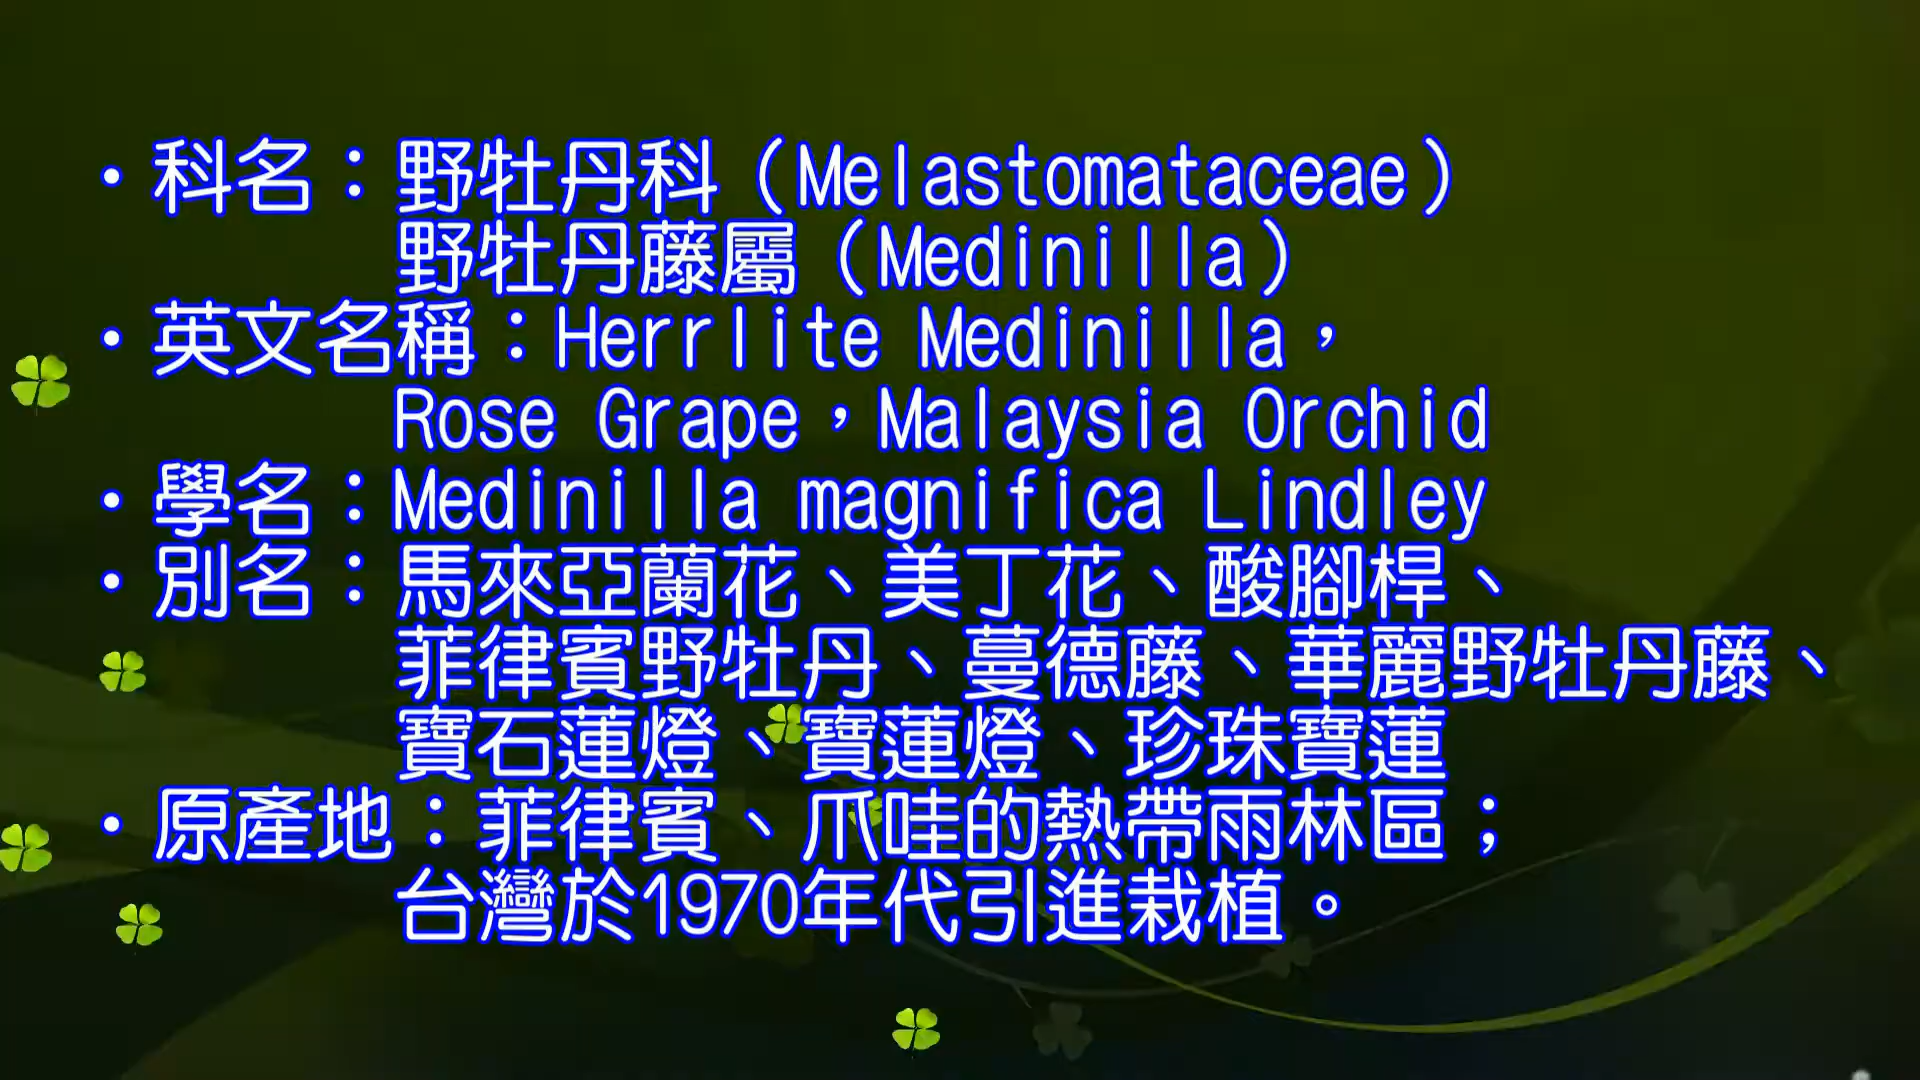 ・科名：野牡丹科（Melastomataceae）
野牡丹藤屬（Medinilla）
・英文名稱：Herrlite Medinilla，
Rose Grape，Malaysia Orchid
・學名：Medinilla magnifica Lindley
・別名：馬來亞蘭花、美丁花、酸腳桿、
菲律賓野牡丹、蔓德藤、華麗野牡丹藤、
寶石蓮燈、寶蓮燈、珍珠寶蓮
・原產地：菲律賓、爪哇的熱帶雨林區；
台灣於1970年代引進栽植。